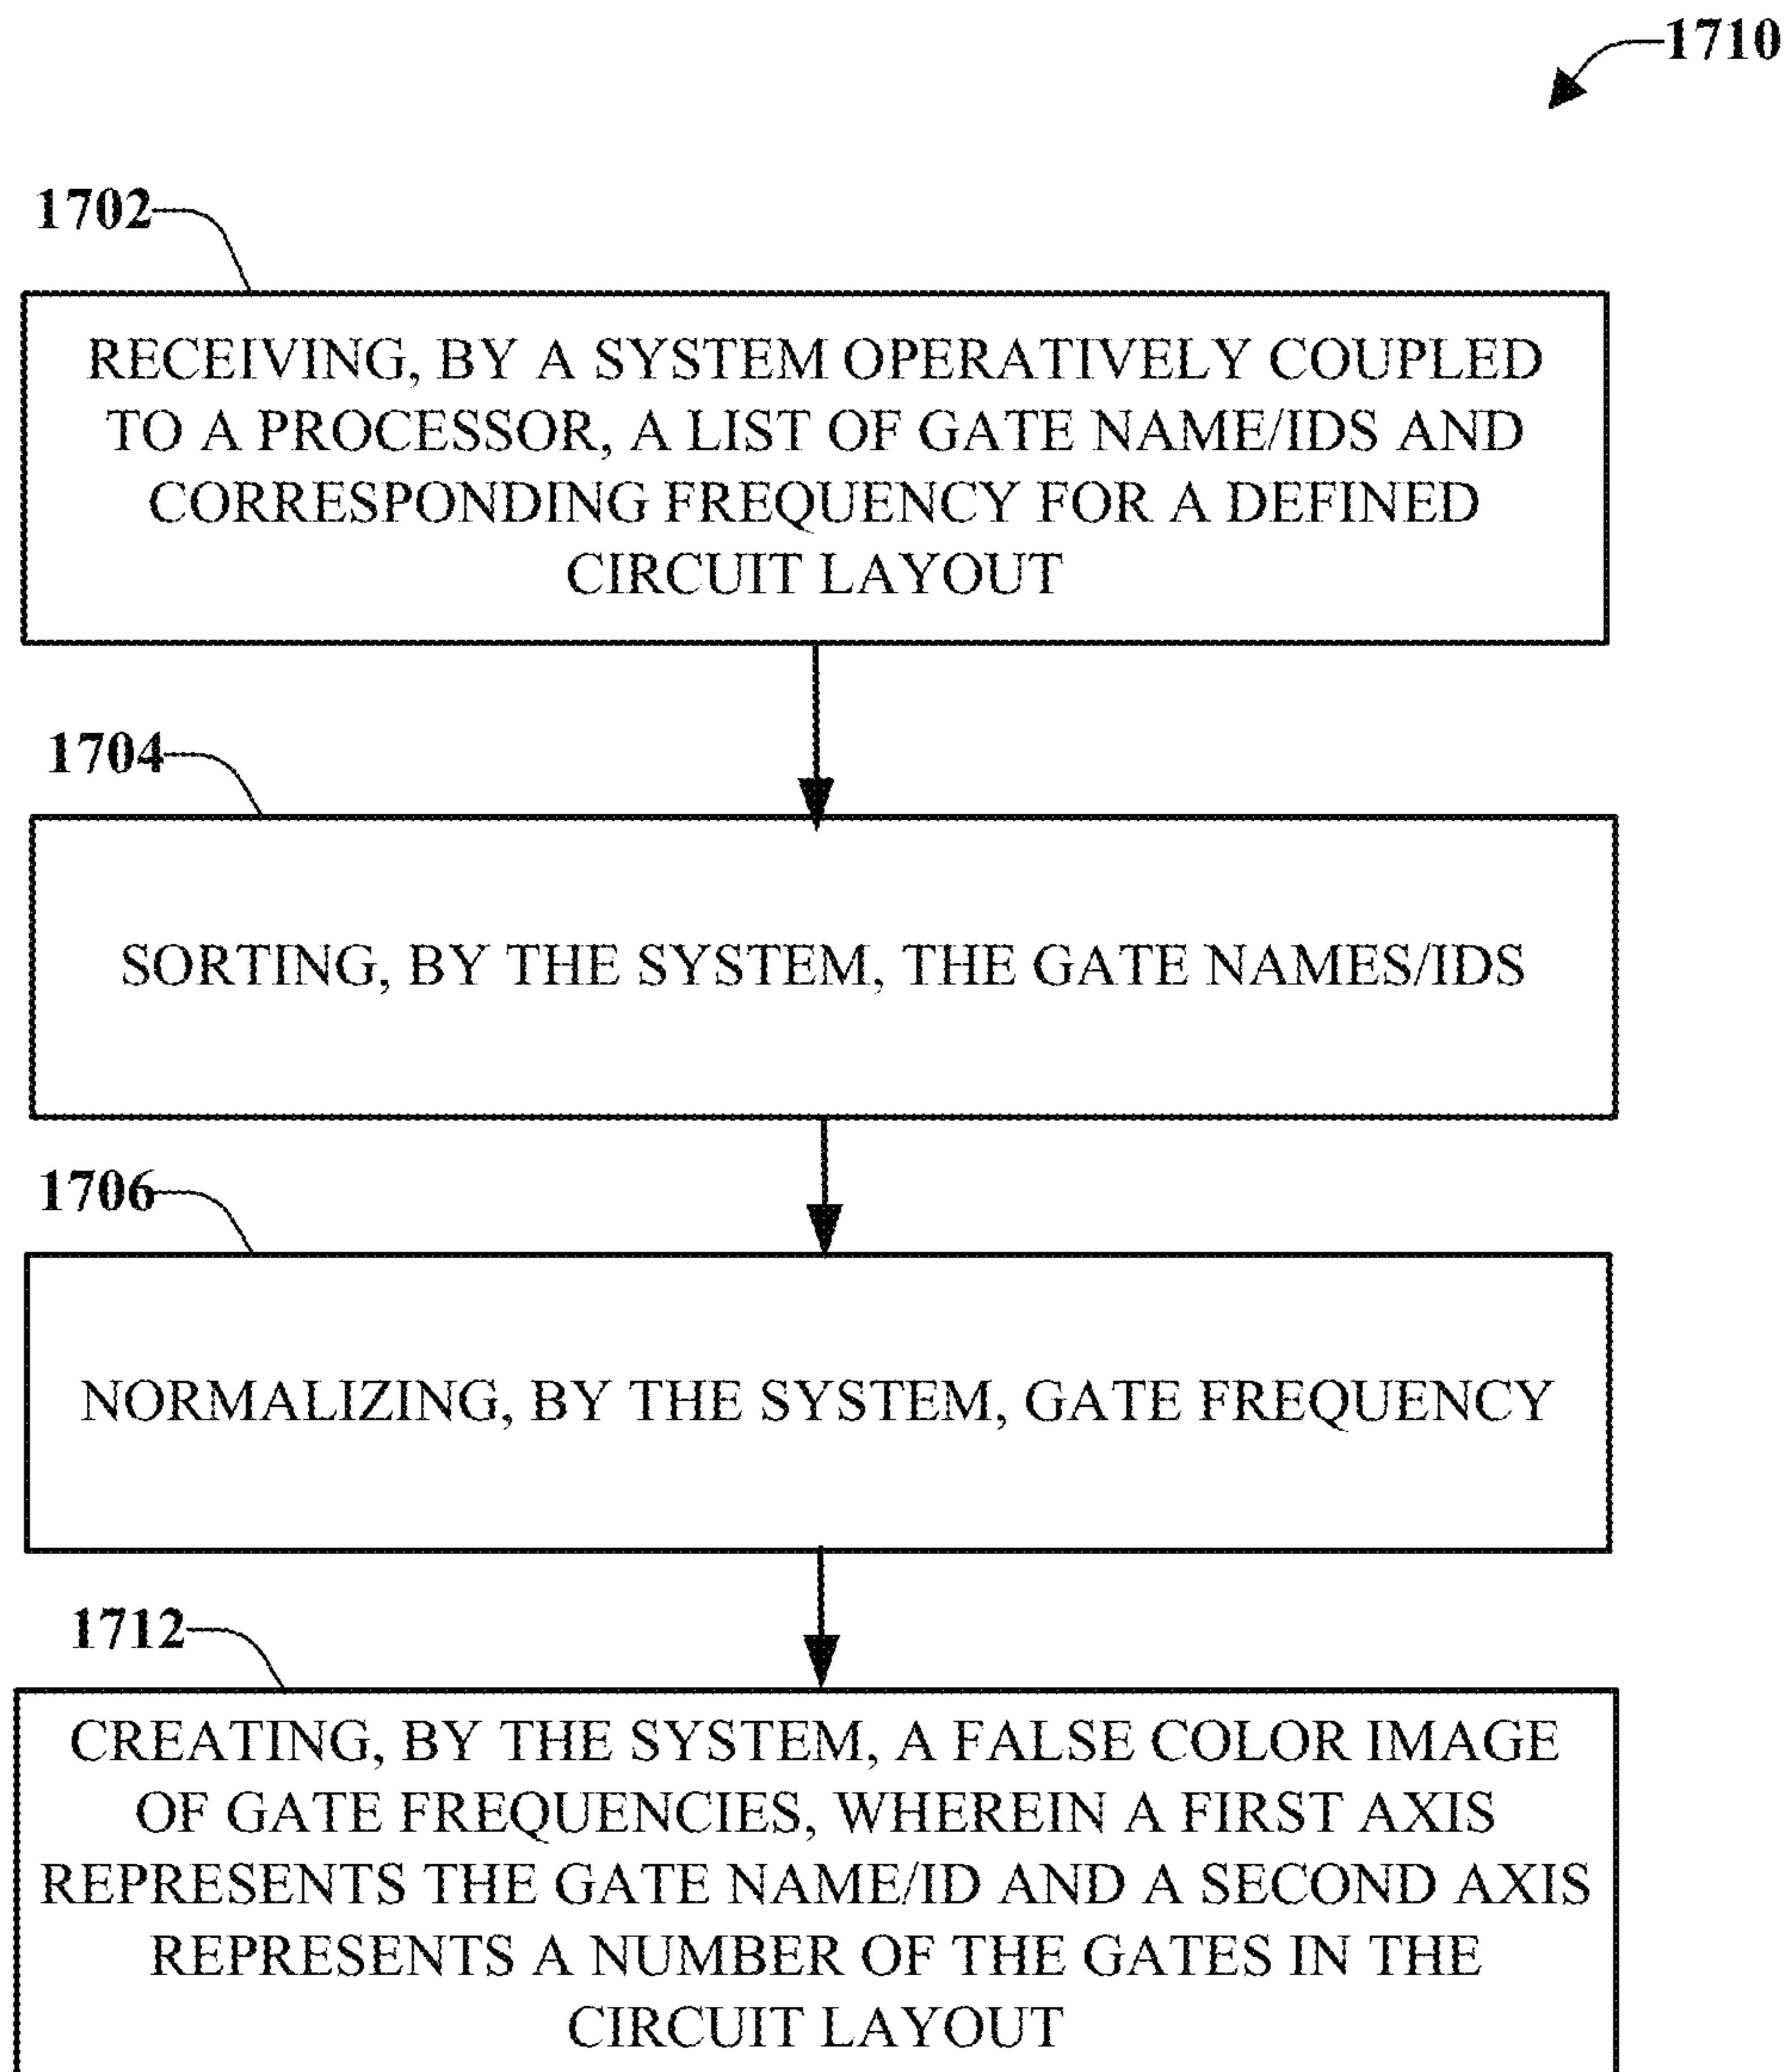 1710
1702
RECEIVING, BY A SYSTEM OPERATIVELY COUPLED
TO A PROCESSOR, A LIST OF GATE NAME/IDS AND
CORRESPONDING FREQUENCY FOR A DEFINED
CIRCUIT LAYOUT
1704
SORTING, BY THE SYSTEM, THE GATE NAMES/IDS
1706
NORMALIZING, BY THE SYSTEM, GATE FREQUENCY
1712
CREATING, BY THE SYSTEM, A FALSE COLOR IMAGE
OF GATE FREQUENCIES, WHEREIN A FIRST AXIS
REPRESENTS THE GATE NAME/ID AND A SECOND AXIS
REPRESENTS A NUMBER OF THE GATES IN THE
CIRCUIT LAYOUT